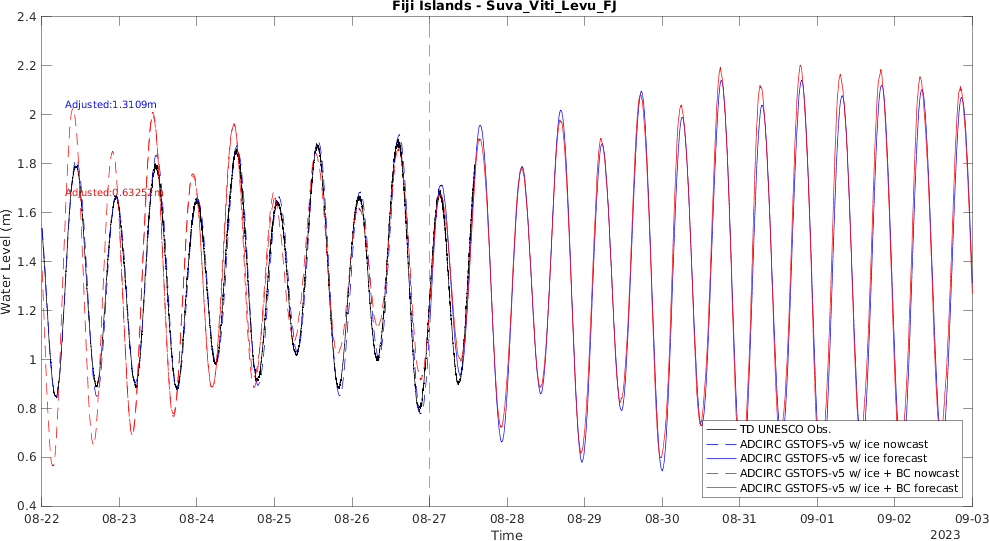 Fiji Islands - Suva_Viti_Levu_FJ
2.4
2.2
2
1.8
1.6
1.4
1.2
1
0.8
0.6
0.4
Water Level (m)
Adjusted:1.3109m
Adjusted:0.63252m
TD UNESCO Obs.
ADCIRC GSTOFS-v5 w/ ice nowcast
ADCIRC GSTOFS-v5 w/ ice forecast
ADCIRC GSTOFS-v5 w/ ice + BC nowcast
ADCIRC GSTOFS-v5 w/ ice + BC forecast
08-22 08-23 08-24 08-25 08-26 08-27 08-28 08-29 08-30 08-31 09-01 09-02 09-03
Time
2023